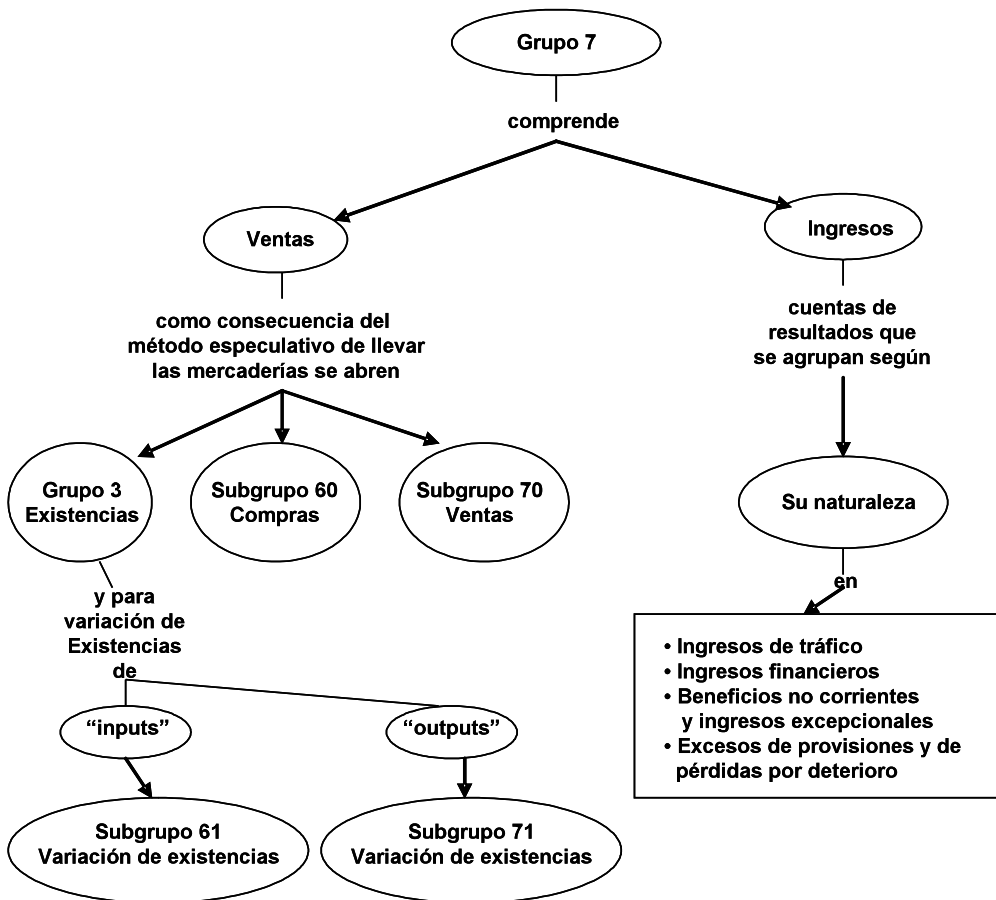 Grupo 7
comprende
Ventas
Ingresos
como consecuencia del
método especulativo de llevar
las mercaderías se abren
cuentas de
resultados que
se agrupan según
Grupo 3
Existencias
Subgrupo 60
Compras
Subgrupo 70
Ventas
Su naturaleza
y para
variación de
Existencias
de
en
“inputs”
“outputs”
• Ingresos de tráfico
• Ingresos financieros
• Beneficios no corrientes
y ingresos excepcionales
• Excesos de provisiones y de
pérdidas por deterioro
Subgrupo 61
Variación de existencias
Subgrupo 71
Variación de existencias